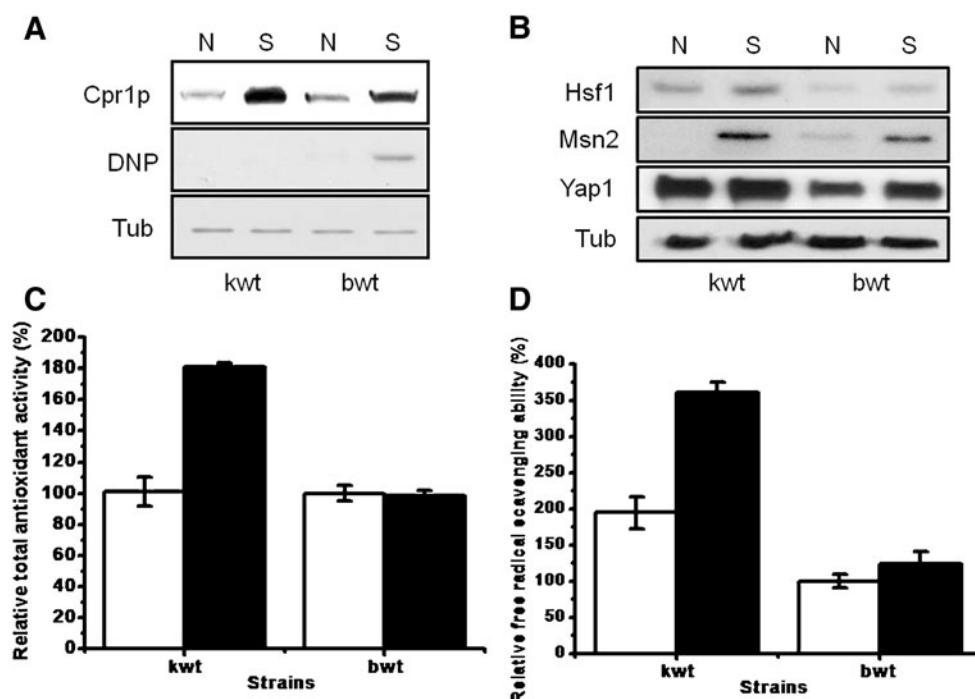 A
N S N S
Cpr1p
DNP
Tub
kwt bwt
B
N S N S
Hsf1
Msn2
Yap1
Tub
kwt bwt
C
Relative total antioxidant activity (%)
200
180
160
140
120
100
80
60
40
20
0
kwt bwt
Strains
D
Relative free radical scavenging ability (%)
400
350
300
250
200
150
100
50
0
kwt bwt
Strains